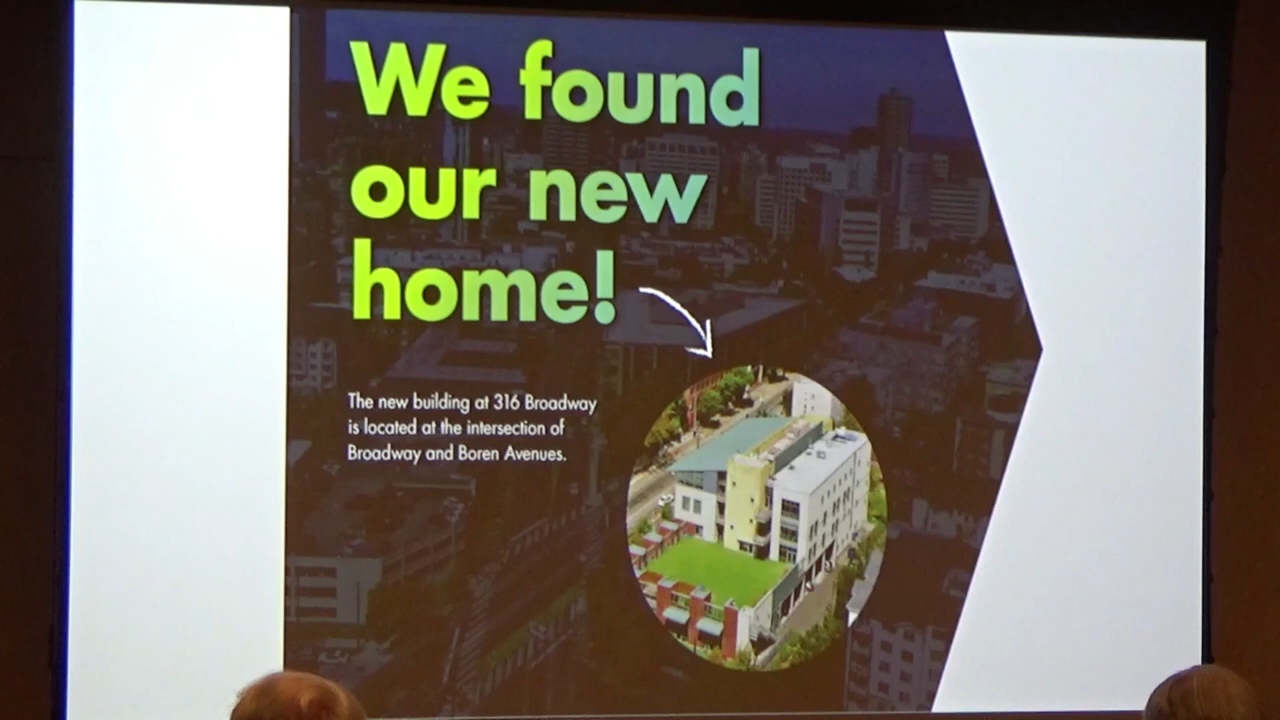 We found
our new
home!
The new building at 316 Broadway
is located at the intersection of
Broadway and Boren Avenues.